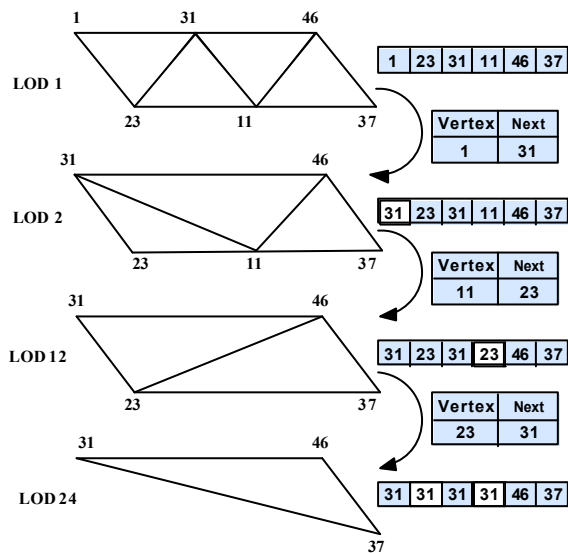 1 31 46
LOD 1
23 11 37
1 23 31 11 46 37
Vertex Next
1 31
31 46
LOD 2
23 11 37
31 23 31 11 46 37
Vertex Next
11 23
31 46
LOD 12
23 37
31 23 31 23 46 37
Vertex Next
23 31
31 46
LOD 24
37
31 31 31 31 46 37